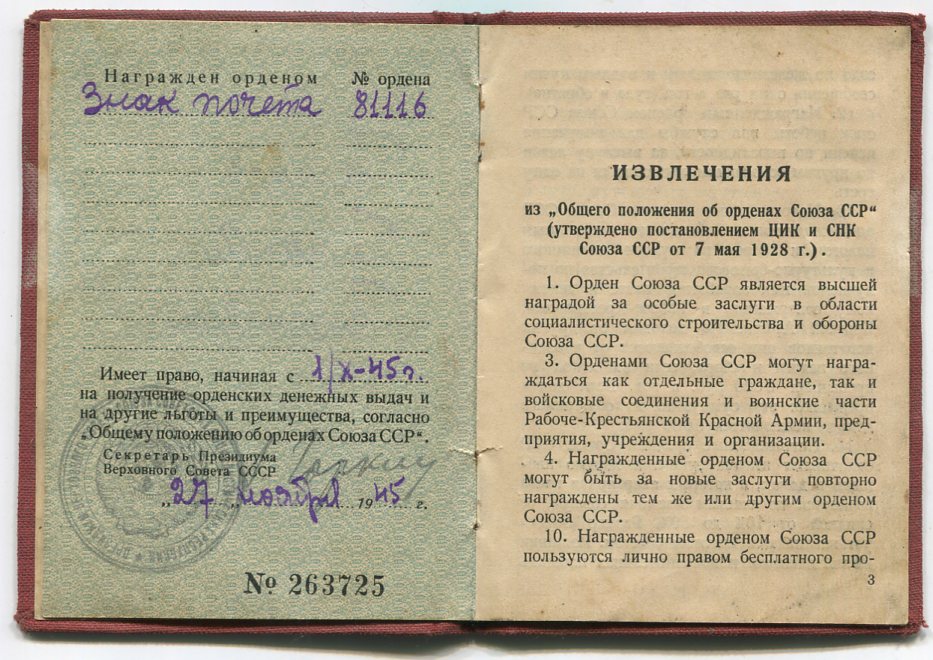 Награжден орденом № ордена
Знак почета 81116
Имеет право, начиная с 1/X-45 г.
на получение орденских денежных выдач и
на другие льготы и преимущества, согласно
„Общему положению об орденах Союза ССР“.
Секретарь Президиума
Верховного Совета СССР
„27“ ноября 1945 г.
№ 263725
ИЗВЛЕЧЕНИЯ
из „Общего положения об орденах Союза ССР“
(утверждено постановлением ЦИК и СНК
Союза ССР от 7 мая 1928 г.).
1. Орден Союза ССР является высшей
наградой за особые заслуги в области
социалистического строительства и обороны
Союза ССР.
3. Орденами Союза ССР могут награ-
ждаться как отдельные граждане, так и
войсковые соединения и воинские части
Рабоче-Крестьянской Красной Армии, пред-
приятия, учреждения и организации.
4. Награжденные орденом Союза ССР
могут быть за новые заслуги повторно
награждены тем же или другим орденом
Союза ССР.
10. Награжденные орденом Союза ССР
пользуются лично правом бесплатного про-
3